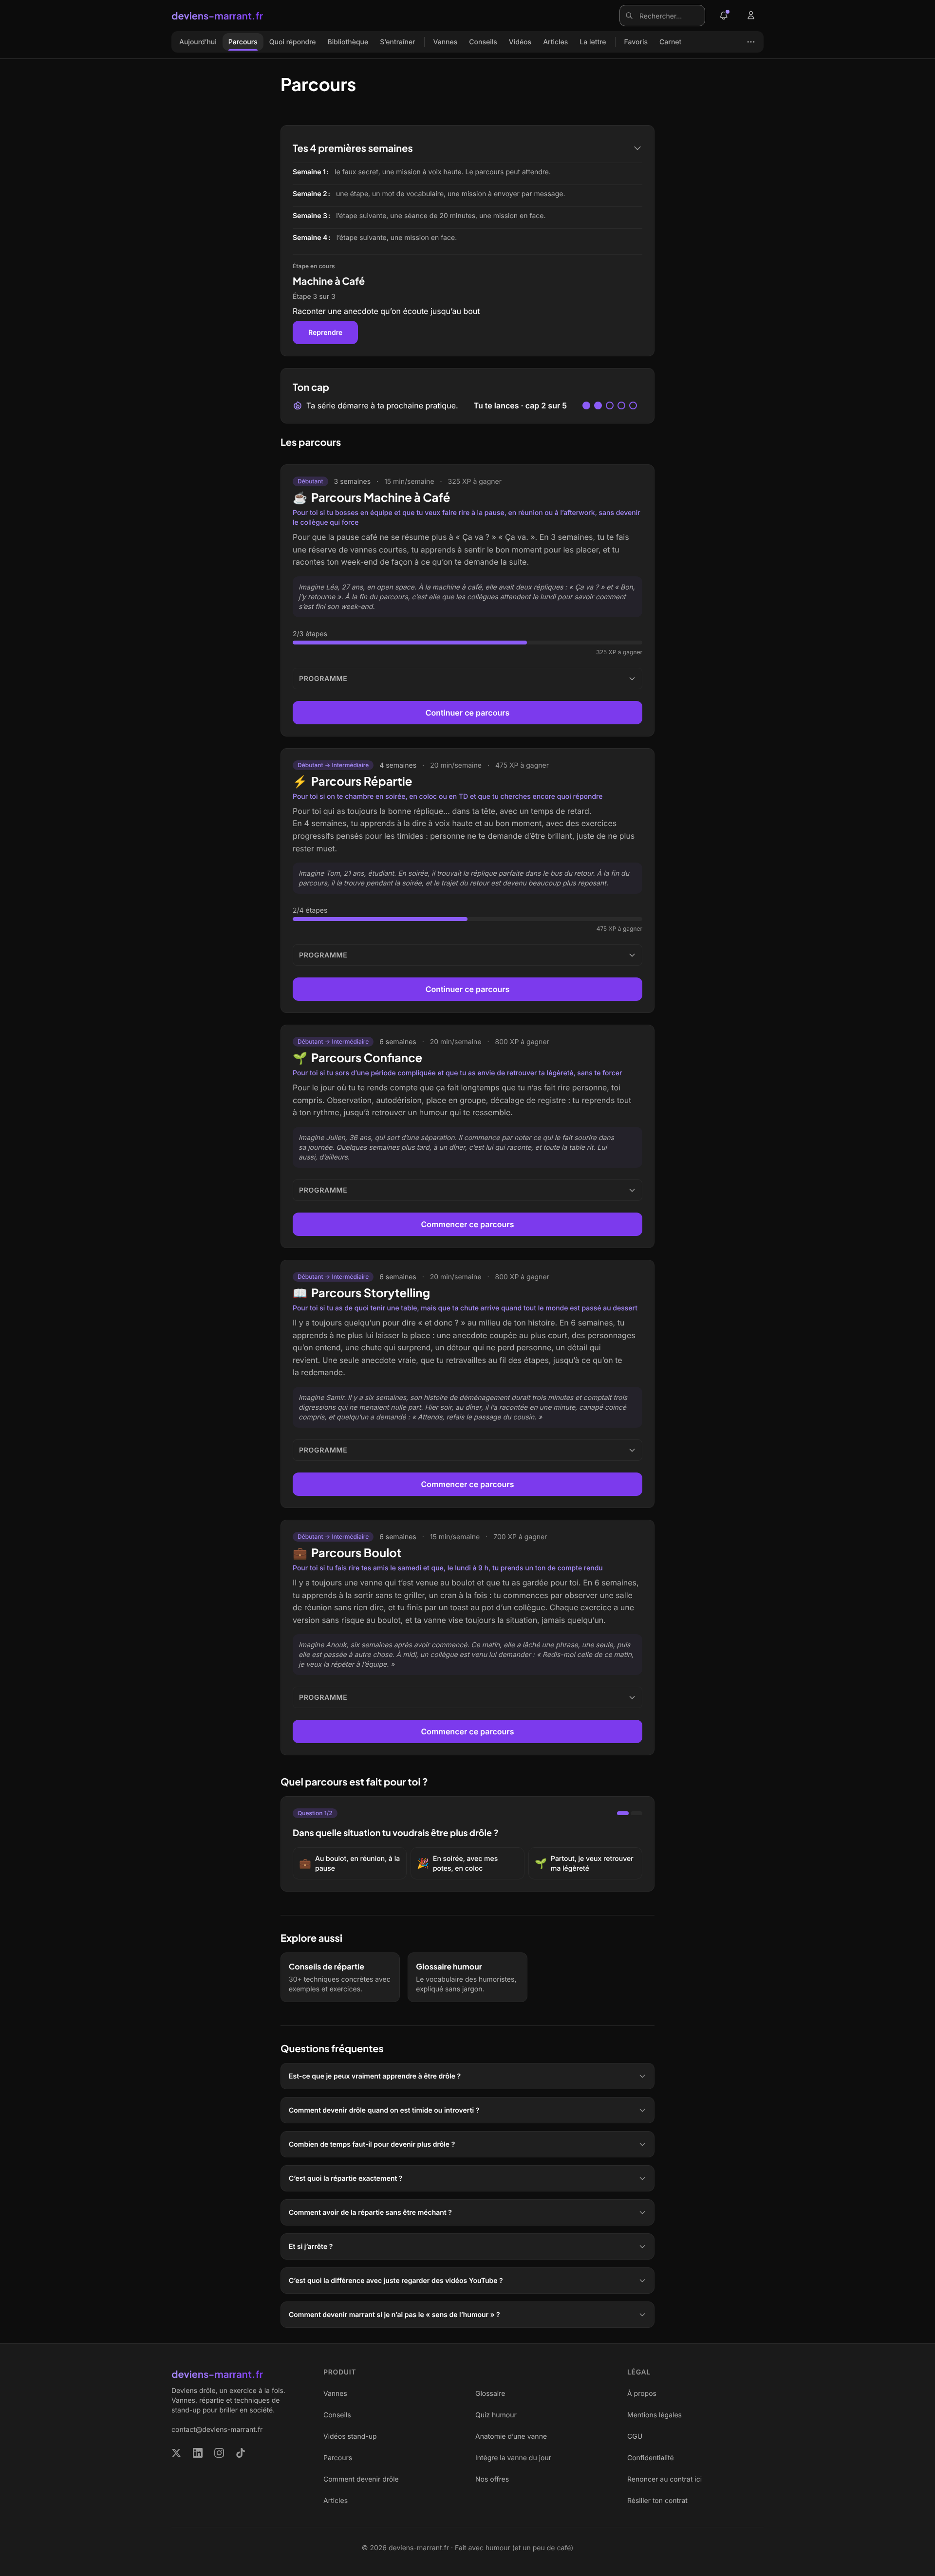 deviens-marrant.fr
Rechercher...
Aujourd'hui
Parcours
Quoi répondre
Bibliothèque
S'entraîner
Vannes
Conseils
Vidéos
Articles
La lettre
Favoris
Carnet
Parcours
Tes 4 premières semaines
Semaine 1 : le faux secret, une mission à voix haute. Le parcours peut attendre.
Semaine 2 : une étape, un mot de vocabulaire, une mission à envoyer par message.
Semaine 3 : l'étape suivante, une séance de 20 minutes, une mission en face.
Semaine 4 : l'étape suivante, une mission en face.
Étape en cours
Machine à Café
Étape 3 sur 3
Raconter une anecdote qu'on écoute jusqu'au bout
Reprendre
Ton cap
Ta série démarre à ta prochaine pratique.
Tu te lances · cap 2 sur 5
Les parcours
Débutant 3 semaines · 15 min/semaine · 325 XP à gagner
☕ Parcours Machine à Café
Pour toi si tu bosses en équipe et que tu veux faire rire à la pause, en réunion ou à l'afterwork, sans devenir
le collègue qui force
Pour que la pause café ne se résume plus à « Ça va ? » « Ça va. ». En 3 semaines, tu te fais
une réserve de vannes courtes, tu apprends à sentir le bon moment pour les placer, et tu
racontes ton week-end de façon à ce qu'on te demande la suite.
Imagine Léa, 27 ans, en open space. À la machine à café, elle avait deux répliques : « Ça va ? » et « Bon,
j'y retourne ». À la fin du parcours, c'est elle que les collègues attendent le lundi pour savoir comment
s'est fini son week-end.
2/3 étapes
325 XP à gagner
PROGRAMME
Continuer ce parcours
Débutant → Intermédiaire 4 semaines · 20 min/semaine · 475 XP à gagner
⚡ Parcours Répartie
Pour toi si on te chambre en soirée, en coloc ou en TD et que tu cherches encore quoi répondre
Pour toi qui as toujours la bonne réplique… dans ta tête, avec un temps de retard.
En 4 semaines, tu apprends à la dire à voix haute et au bon moment, avec des exercices
progressifs pensés pour les timides : personne ne te demande d'être brillant, juste de ne plus
rester muet.
Imagine Tom, 21 ans, étudiant. En soirée, il trouvait la réplique parfaite dans le bus du retour. À la fin du
parcours, il la trouve pendant la soirée, et le trajet du retour est devenu beaucoup plus reposant.
2/4 étapes
475 XP à gagner
PROGRAMME
Continuer ce parcours
Débutant → Intermédiaire 6 semaines · 20 min/semaine · 800 XP à gagner
🌱 Parcours Confiance
Pour toi si tu sors d'une période compliquée et que tu as envie de retrouver ta légèreté, sans te forcer
Pour le jour où tu te rends compte que ça fait longtemps que tu n'as fait rire personne, toi
compris. Observation, autodérision, place en groupe, décalage de registre : tu reprends tout
à ton rythme, jusqu'à retrouver un humour qui te ressemble.
Imagine Julien, 36 ans, qui sort d'une séparation. Il commence par noter ce qui le fait sourire dans
sa journée. Quelques semaines plus tard, à un dîner, c'est lui qui raconte, et toute la table rit. Lui
aussi, d'ailleurs.
PROGRAMME
Commencer ce parcours
Débutant → Intermédiaire 6 semaines · 20 min/semaine · 800 XP à gagner
📖 Parcours Storytelling
Pour toi si tu as de quoi tenir une table, mais que ta chute arrive quand tout le monde est passé au dessert
Il y a toujours quelqu'un pour dire « et donc ? » au milieu de ton histoire. En 6 semaines, tu
apprends à ne plus lui laisser la place : une anecdote coupée au plus court, des personnages
qu'on entend, une chute qui surprend, un détour qui ne perd personne, un détail qui
revient. Une seule anecdote vraie, que tu retravailles au fil des étapes, jusqu'à ce qu'on te
la redemande.
Imagine Samir. Il y a six semaines, son histoire de déménagement durait trois minutes et comptait trois
digressions qui ne menaient nulle part. Hier soir, au dîner, il l'a racontée en une minute, canapé coincé
compris, et quelqu'un a demandé : « Attends, refais le passage du cousin. »
PROGRAMME
Commencer ce parcours
Débutant → Intermédiaire 6 semaines · 15 min/semaine · 700 XP à gagner
💼 Parcours Boulot
Pour toi si tu fais rire tes amis le samedi et que, le lundi à 9 h, tu prends un ton de compte rendu
Il y a toujours une vanne qui t'est venue au boulot et que tu as gardée pour toi. En 6 semaines,
tu apprends à la sortir sans te griller, un cran à la fois : tu commences par observer une salle
de réunion sans rien dire, et tu finis par un toast au pot d'un collègue. Chaque exercice a une
version sans risque au boulot, et ta vanne vise toujours la situation, jamais quelqu'un.
Imagine Anouk, six semaines après avoir commencé. Ce matin, elle a lâché une phrase, une seule, puis
elle est passée à autre chose. À midi, un collègue est venu lui demander : « Redis-moi celle de ce matin,
je veux la répéter à l'équipe. »
PROGRAMME
Commencer ce parcours
Quel parcours est fait pour toi ?
Question 1/2
Dans quelle situation tu voudrais être plus drôle ?
💼 Au boulot, en réunion, à la
pause
🎉 En soirée, avec mes
potes, en coloc
🌱 Partout, je veux retrouver
ma légèreté
Explore aussi
Conseils de répartie
30+ techniques concrètes avec
exemples et exercices.
Glossaire humour
Le vocabulaire des humoristes,
expliqué sans jargon.
Questions fréquentes
Est-ce que je peux vraiment apprendre à être drôle ?
Comment devenir drôle quand on est timide ou introverti ?
Combien de temps faut-il pour devenir plus drôle ?
C'est quoi la répartie exactement ?
Comment avoir de la répartie sans être méchant ?
Et si j'arrête ?
C'est quoi la différence avec juste regarder des vidéos YouTube ?
Comment devenir marrant si je n'ai pas le « sens de l'humour » ?
deviens-marrant.fr
Deviens drôle, un exercice à la fois.
Vannes, répartie et techniques de
stand-up pour briller en société.
contact@deviens-marrant.fr
PRODUIT
Vannes
Conseils
Vidéos stand-up
Parcours
Comment devenir drôle
Articles
Glossaire
Quiz humour
Anatomie d'une vanne
Intègre la vanne du jour
Nos offres
LÉGAL
À propos
Mentions légales
CGU
Confidentialité
Renoncer au contrat ici
Résilier ton contrat
© 2026 deviens-marrant.fr · Fait avec humour (et un peu de café)